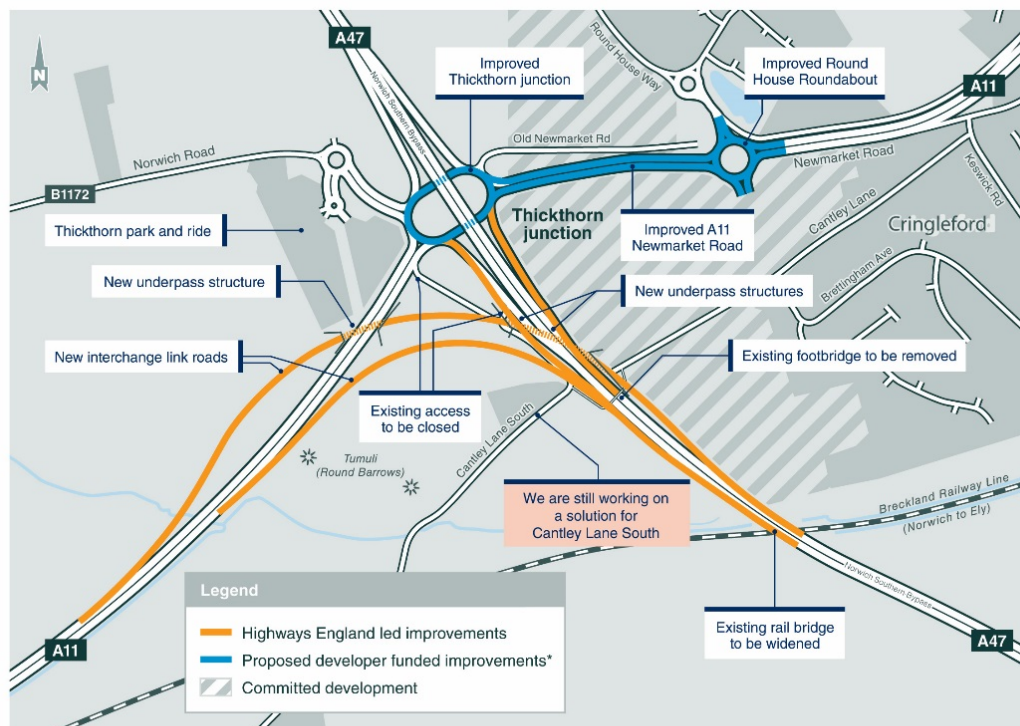 A47
N
Norwich Southern Bypass
Improved
Thickthorn junction
Round House Way
Improved Round
House Roundabout
A11
Old Newmarket Rd
Norwich Road
Newmarket Road
Keswick Rd
B1172
Cantley Lane
Thickthorn park and ride
Thickthorn
junction
Improved A11
Newmarket Road
Cringleford
Brettingham Ave
New underpass structure
New underpass structures
New interchange link roads
Existing footbridge to be removed
Existing access
to be closed
Cantley Lane South
Tumuli
(Round Barrows)
We are still working on
a solution for
Cantley Lane South
Breckland Railway Line
(Norwich to Ely)
Norwich Southern Bypass
Legend
Highways England led improvements
Proposed developer funded improvements*
Committed development
Existing rail bridge
to be widened
A11
A47